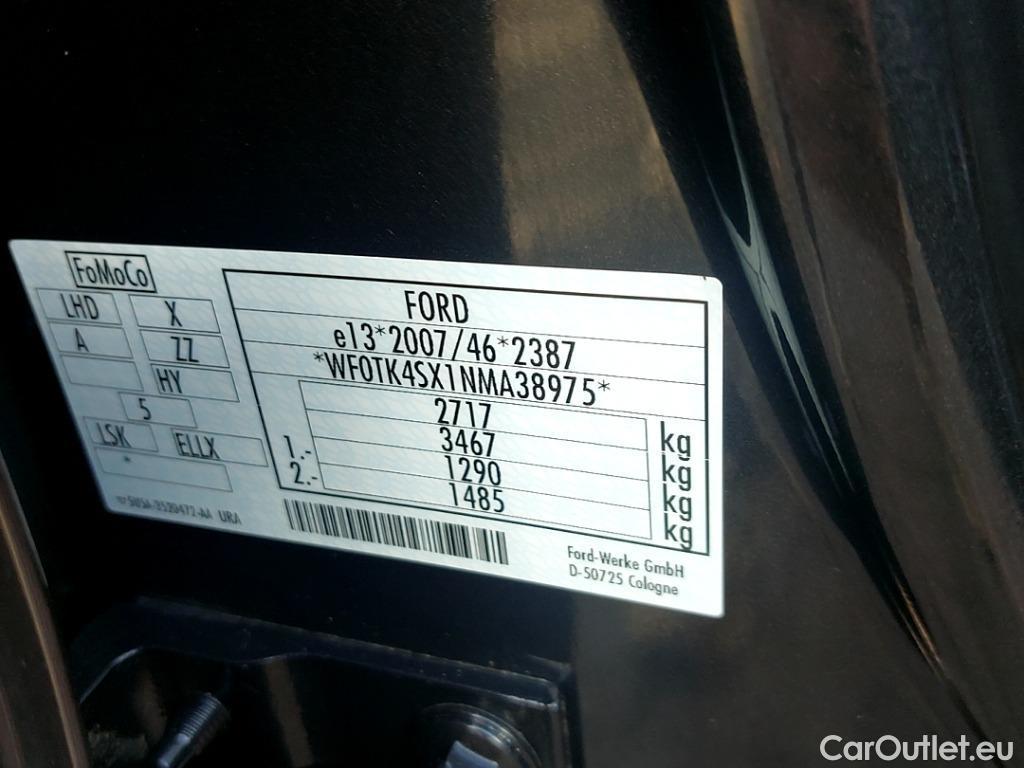 FoMoCo
LHD X
A ZZ
HY
5
LSK ELLX
*
URA
FORD
e13*2007/46*2387
*WF0TK4SX1NMA38975*
2717 kg
3467 kg
1.- 1290 kg
2.- 1485 kg
Ford-Werke GmbH
D-50725 Cologne
CarOutlet.eu